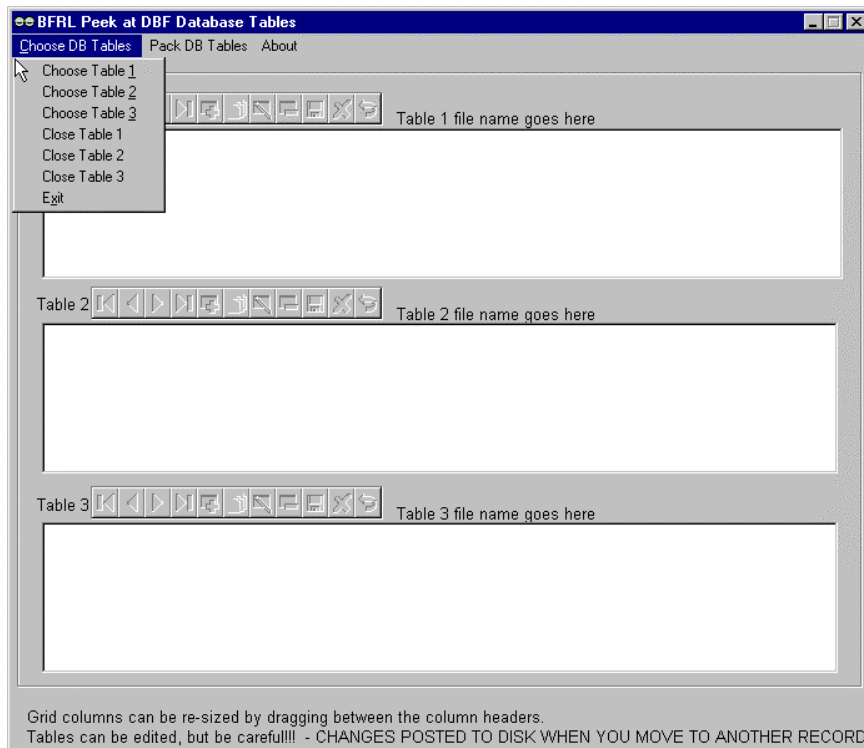 BFRL Peek at DBF Database Tables
Choose DB Tables Pack DB Tables About
Choose Table 1
Choose Table 2
Choose Table 3
Close Table 1
Close Table 2
Close Table 3
Exit
Table 1 file name goes here
Table 2 Table 2 file name goes here
Table 3 Table 3 file name goes here
Grid columns can be re-sized by dragging between the column headers.
Tables can be edited, but be careful!!! - CHANGES POSTED TO DISK WHEN YOU MOVE TO ANOTHER RECORD